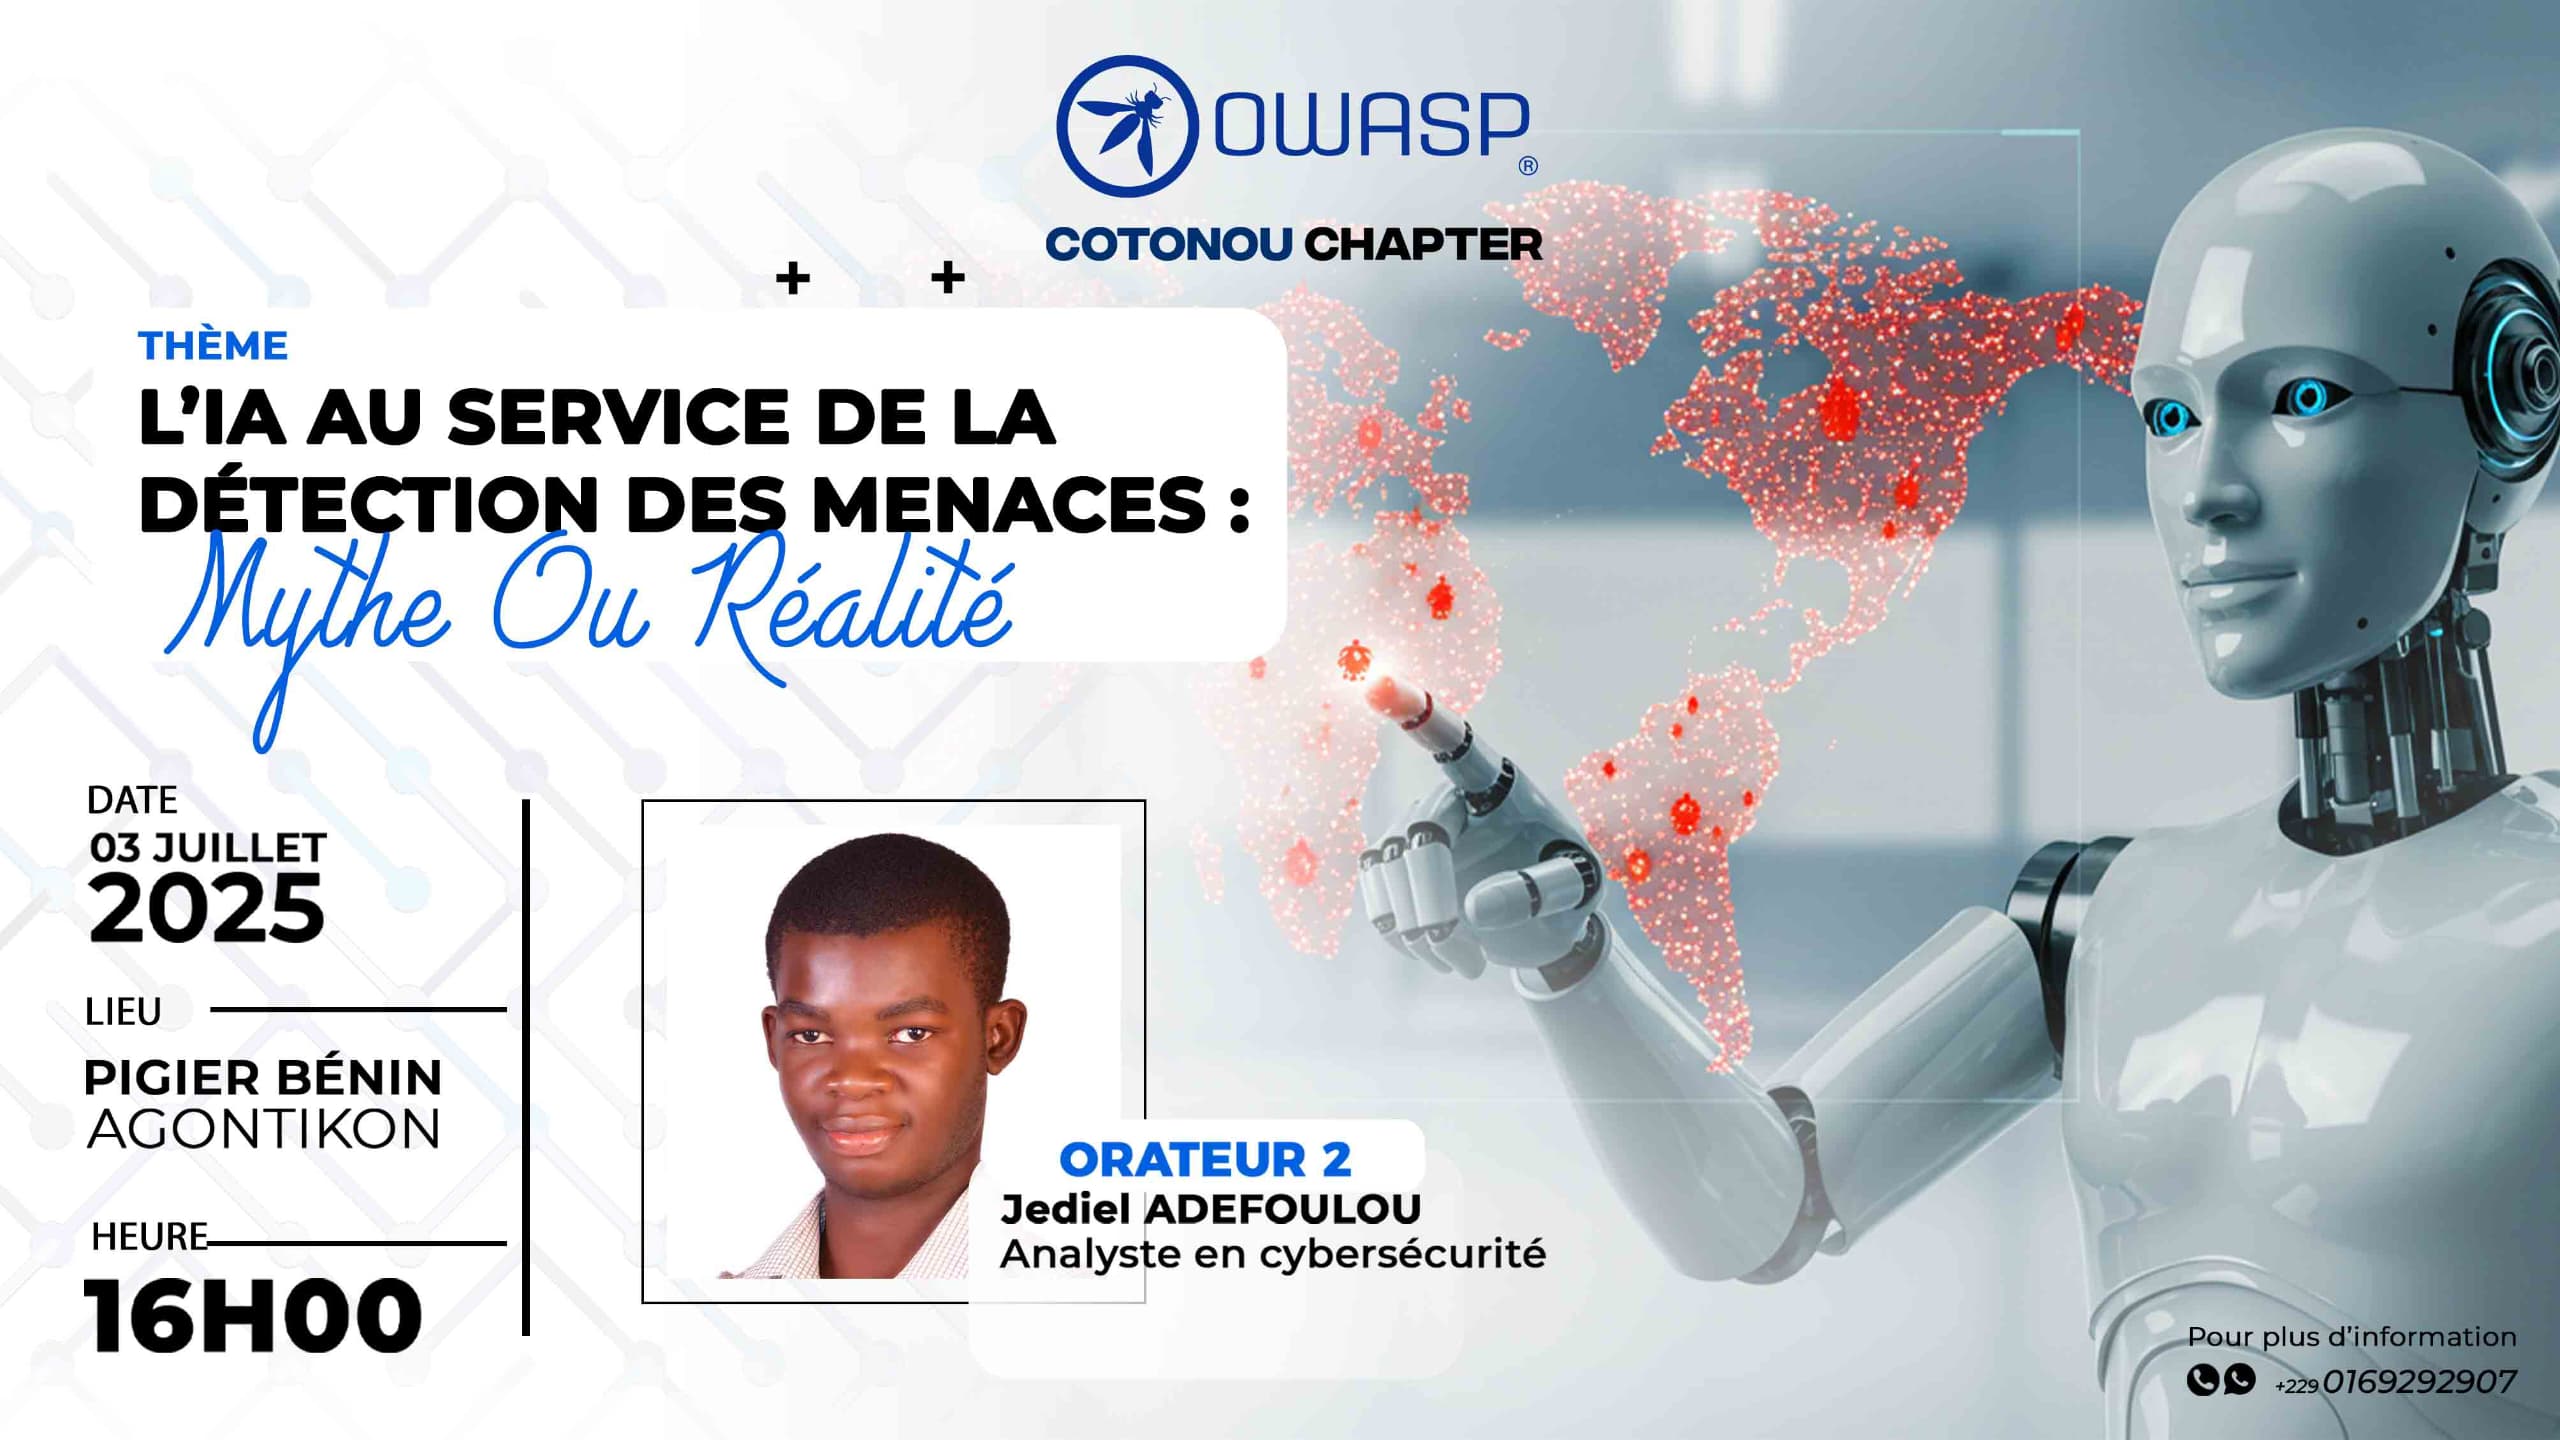 OWASP®
COTONOU CHAPTER
THÈME
L’IA AU SERVICE DE LA
DÉTECTION DES MENACES :
Mythe Ou Réalité
DATE
03 JUILLET
2025
LIEU
PIGIER BÉNIN
AGONTIKON
HEURE
16H00
ORATEUR 2
Jediel ADEFOULOU
Analyste en cybersécurité
Pour plus d’information
+229 0169292907